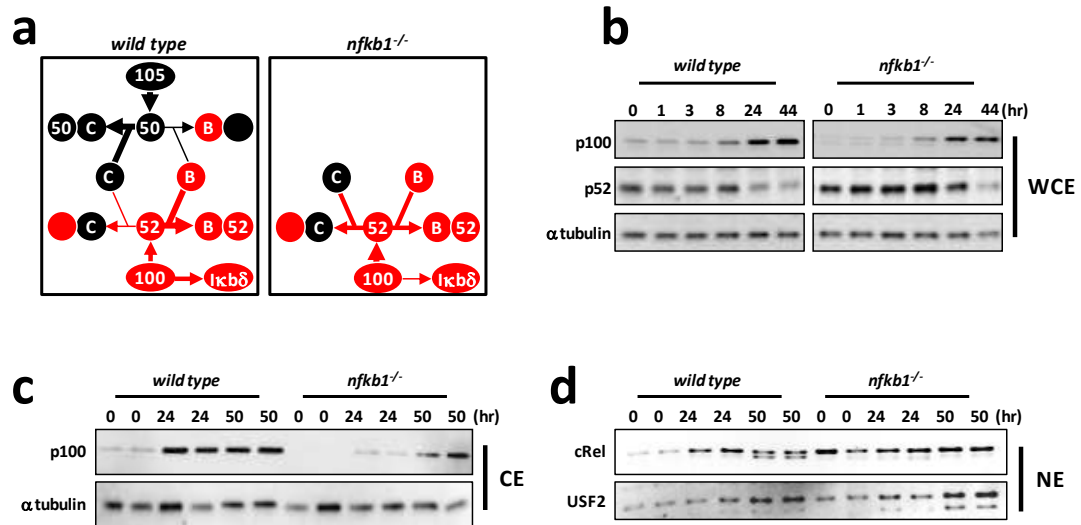 a
wild type
nfkb1-/-
105
50 C 50 B
C B
C 52 B 52
100 Iκbδ
C B
C 52 B 52
100 Iκbδ
b
wild type
nfkb1-/-
0 1 3 8 24 44 0 1 3 8 24 44 (hr)
p100
p52
α tubulin
WCE
c
wild type
nfkb1-/-
0 0 24 24 50 50 0 0 24 24 50 50 (hr)
p100
α tubulin
CE
d
wild type
nfkb1-/-
0 0 24 24 50 50 0 0 24 24 50 50 (hr)
cRel
USF2
NE